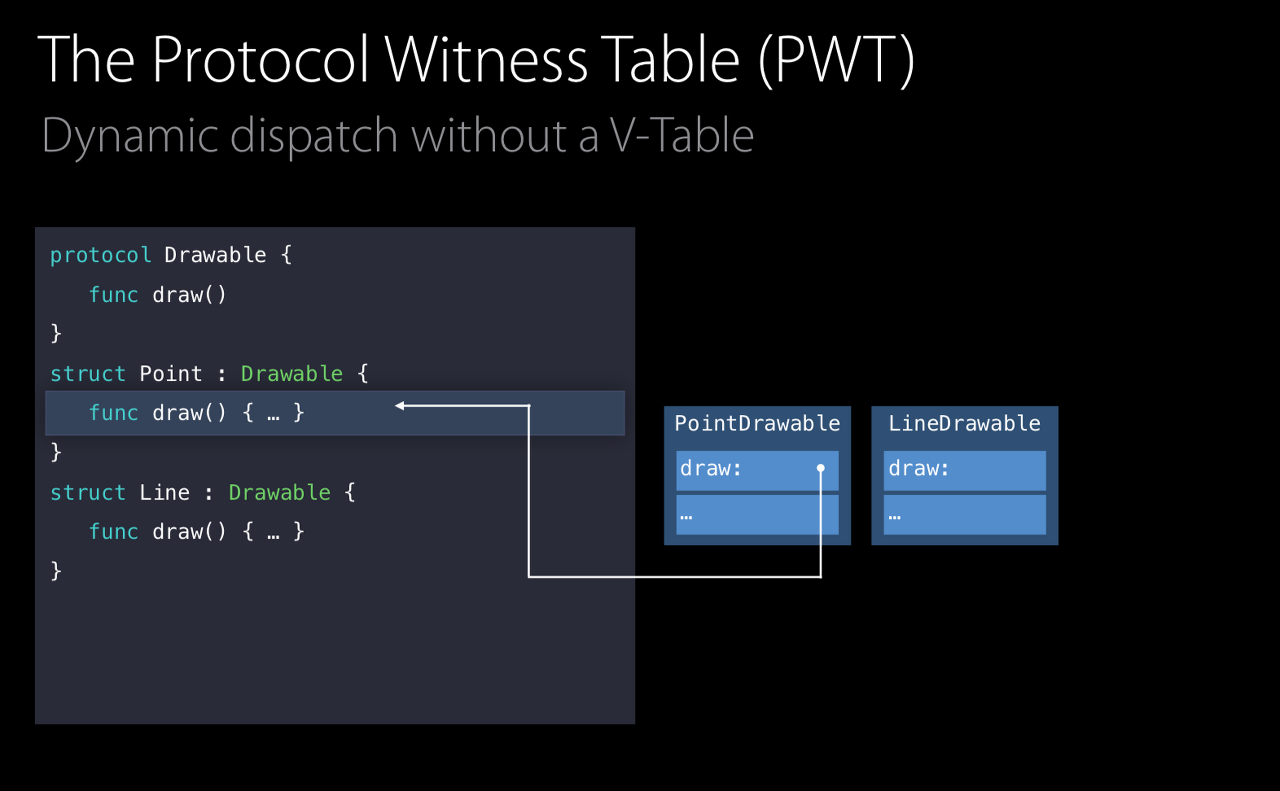 The Protocol Witness Table (PWT)
Dynamic dispatch without a V-Table
protocol Drawable {
func draw()
}
struct Point : Drawable {
func draw() { … }
}
struct Line : Drawable {
func draw() { … }
}
PointDrawable
draw:
…
LineDrawable
draw:
…